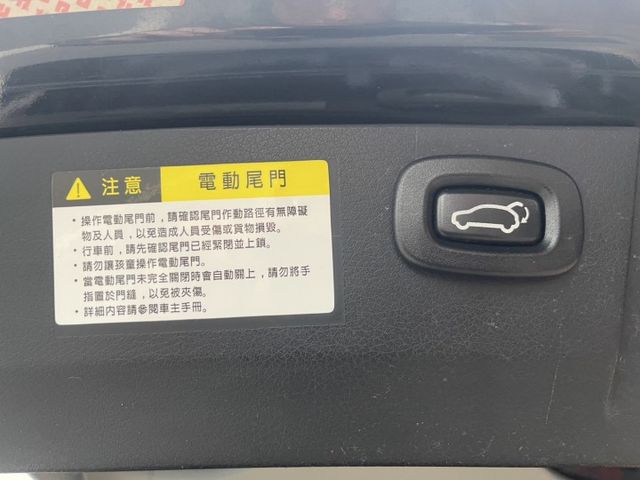 注意 電動尾門
・操作電動尾門前，請確認尾門作動路徑有無障礙
物及人員，以免造成人員受傷或貨物損毀。
・行車前，請先確認尾門已經緊閉並上鎖。
・請勿讓孩童操作電動尾門。
・當電動尾門未完全關閉時會自動關上，請勿將手
指置於門縫，以免被夾傷。
・詳細內容請參閱車主手冊。